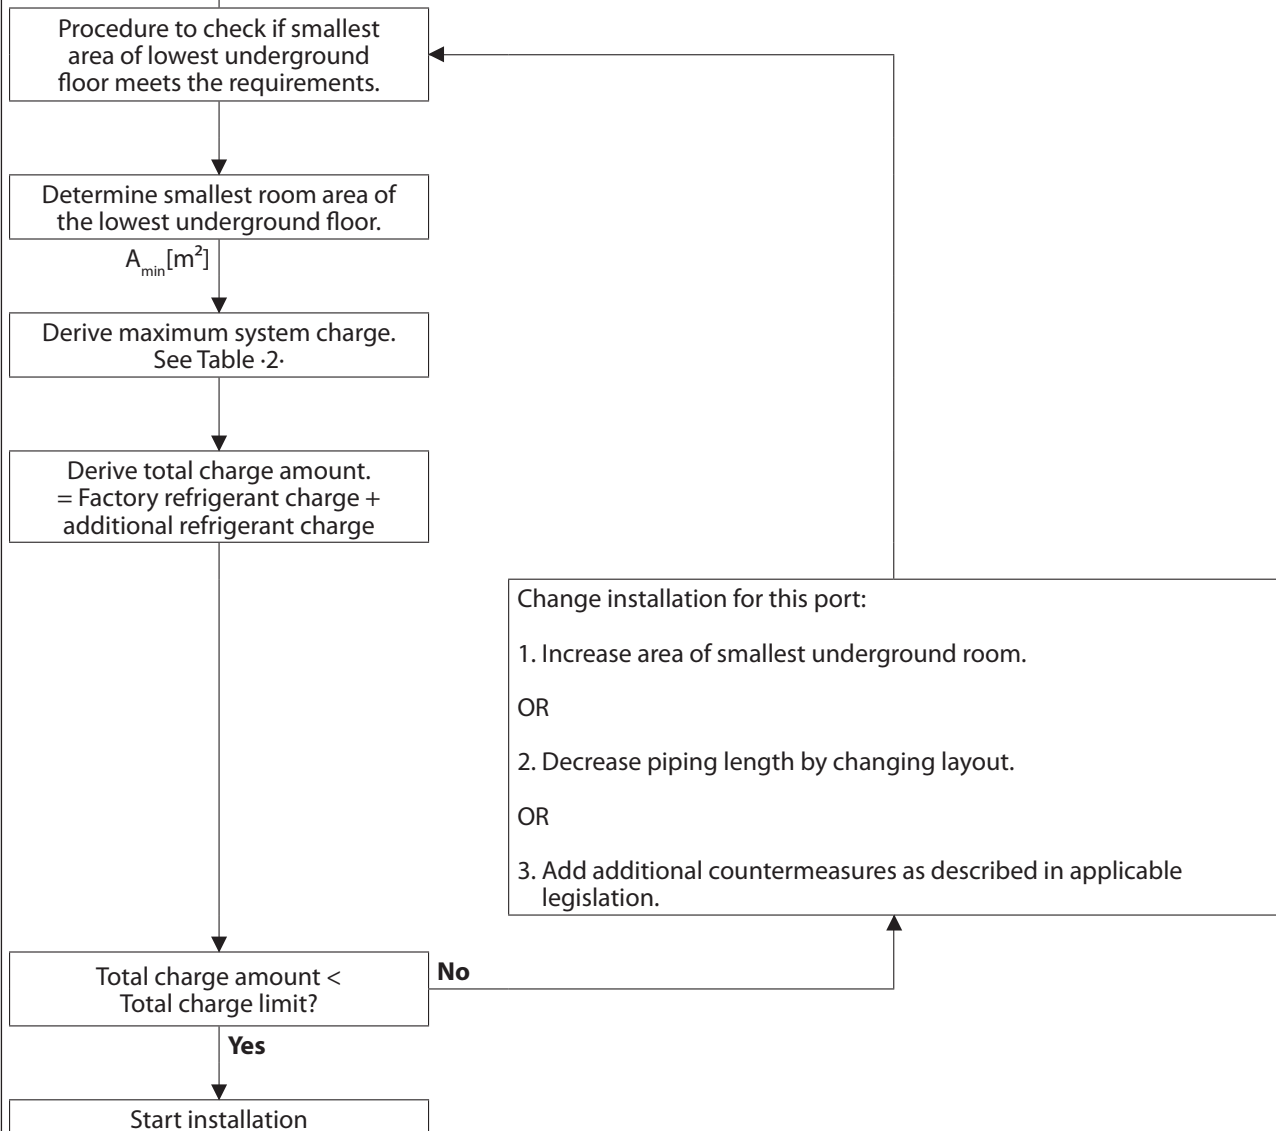 Procedure to check if smallest
area of lowest underground
floor meets the requirements.
Determine smallest room area of
the lowest underground floor.
Amin[m²]
Derive maximum system charge.
See Table ·2·
Derive total charge amount.
= Factory refrigerant charge +
additional refrigerant charge
Change installation for this port:
1. Increase area of smallest underground room.
OR
2. Decrease piping length by changing layout.
OR
3. Add additional countermeasures as described in applicable
legislation.
Total charge amount <
Total charge limit?
No
Yes
Start installation